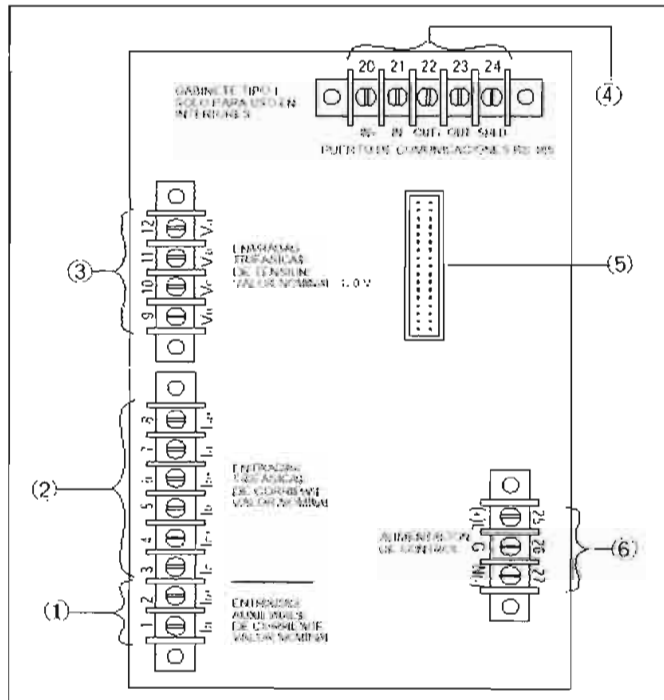 20 21 22 23 24
(4)
GABINETE TIPO 1
SOLO PARA USO EN
INTERIORES
IN OUT+ OUT
PUERTO DE COMUNICACIONES RS 485
12
11
10
9
(3)
ENTRADAS
TRIFASICAS
DE TENSION
VALOR NOMINAL
(5)
8
7
6
5
4
3
(2)
ENTRADAS
TRIFASICAS
DE CORRIENTE
VALOR NOMINAL
2
1
(1)
ENTRADAS
AUXILIARES
DE CORRIENTE
VALOR NOMINAL
ALIMENTACION
DE CONTROL
25
26
27
G
(6)